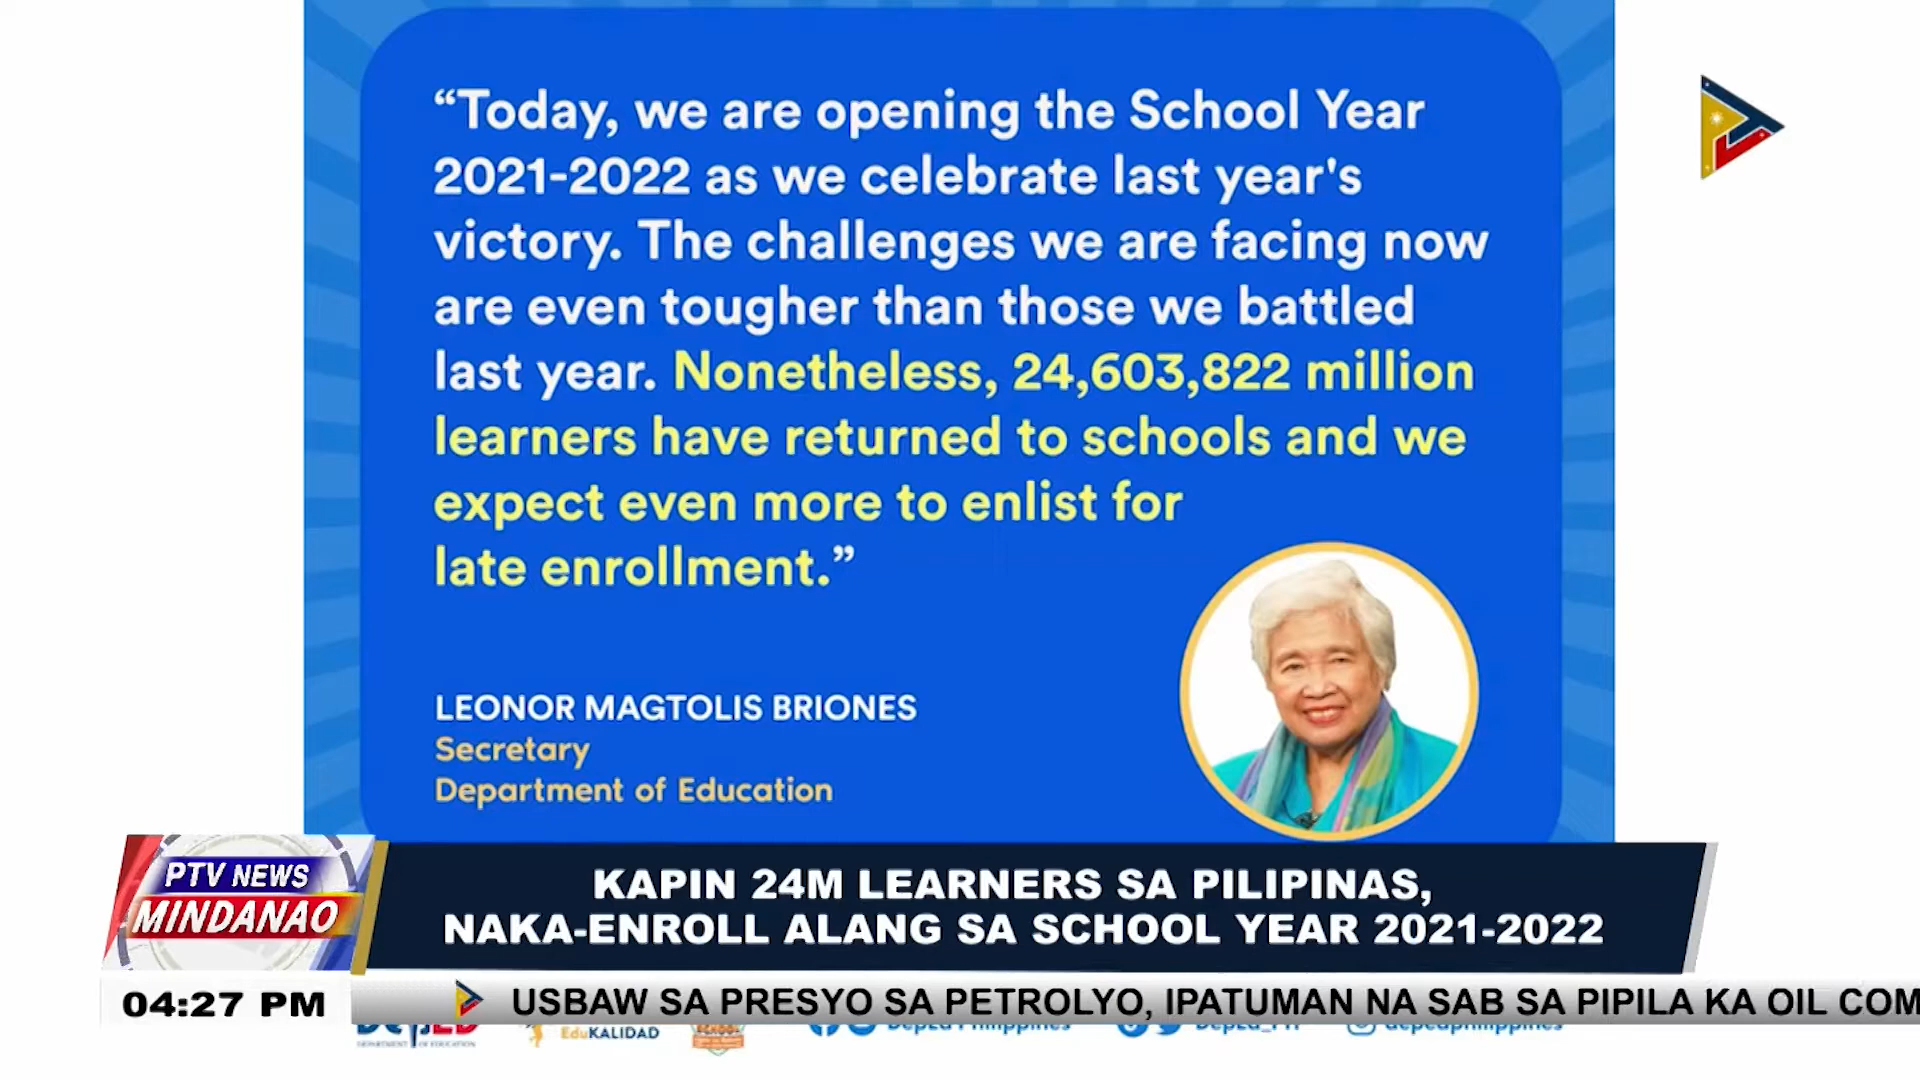 “Today, we are opening the School Year
2021-2022 as we celebrate last year's
victory. The challenges we are facing now
are even tougher than those we battled
last year. Nonetheless, 24,603,822 million
learners have returned to schools and we
expect even more to enlist for
late enrollment.”
LEONOR MAGTOLIS BRIONES
Secretary
Department of Education
PTV NEWS
MINDANAO
KAPIN 24M LEARNERS SA PILIPINAS,
NAKA-ENROLL ALANG SA SCHOOL YEAR 2021-2022
04:27 PM
USBAW SA PRESYO SA PETROLYO, IPATUMAN NA SAB SA PIPILA KA OIL COM
DEPARTMENT OF EDUCATION
EduKALIDAD